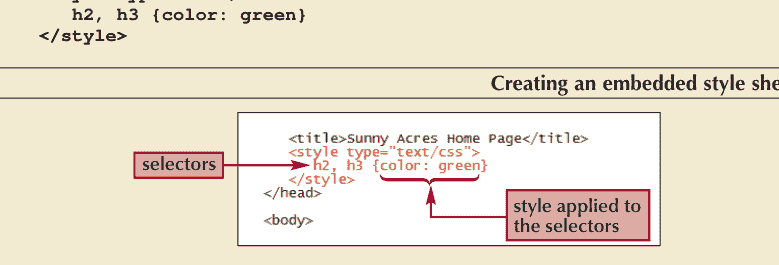 h2, h3 {color: green}
</style>
Creating an embedded style she
<title>Sunny Acres Home Page</title>
<style type="text/css">
selectors
h2, h3 {color: green}
</style>
</head>
style applied to
the selectors
<body>